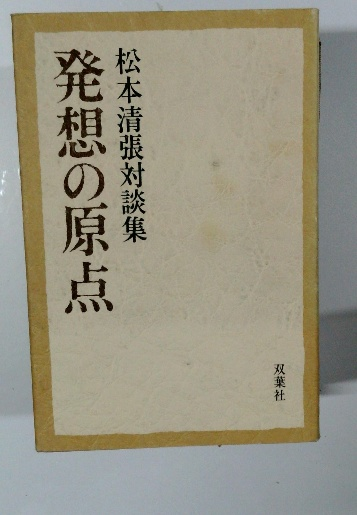 松本清張対談集
発想の原点
双葉社